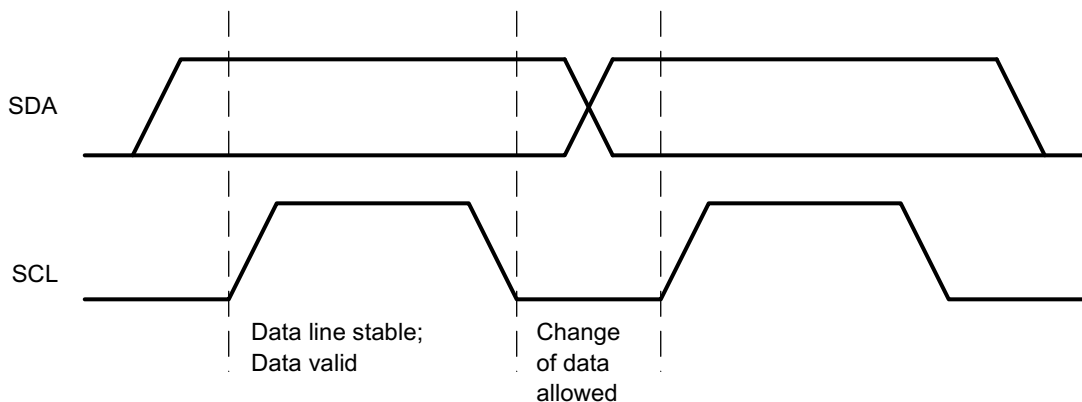 SDA
SCL
Data line stable;
Data valid
Change
of data
allowed